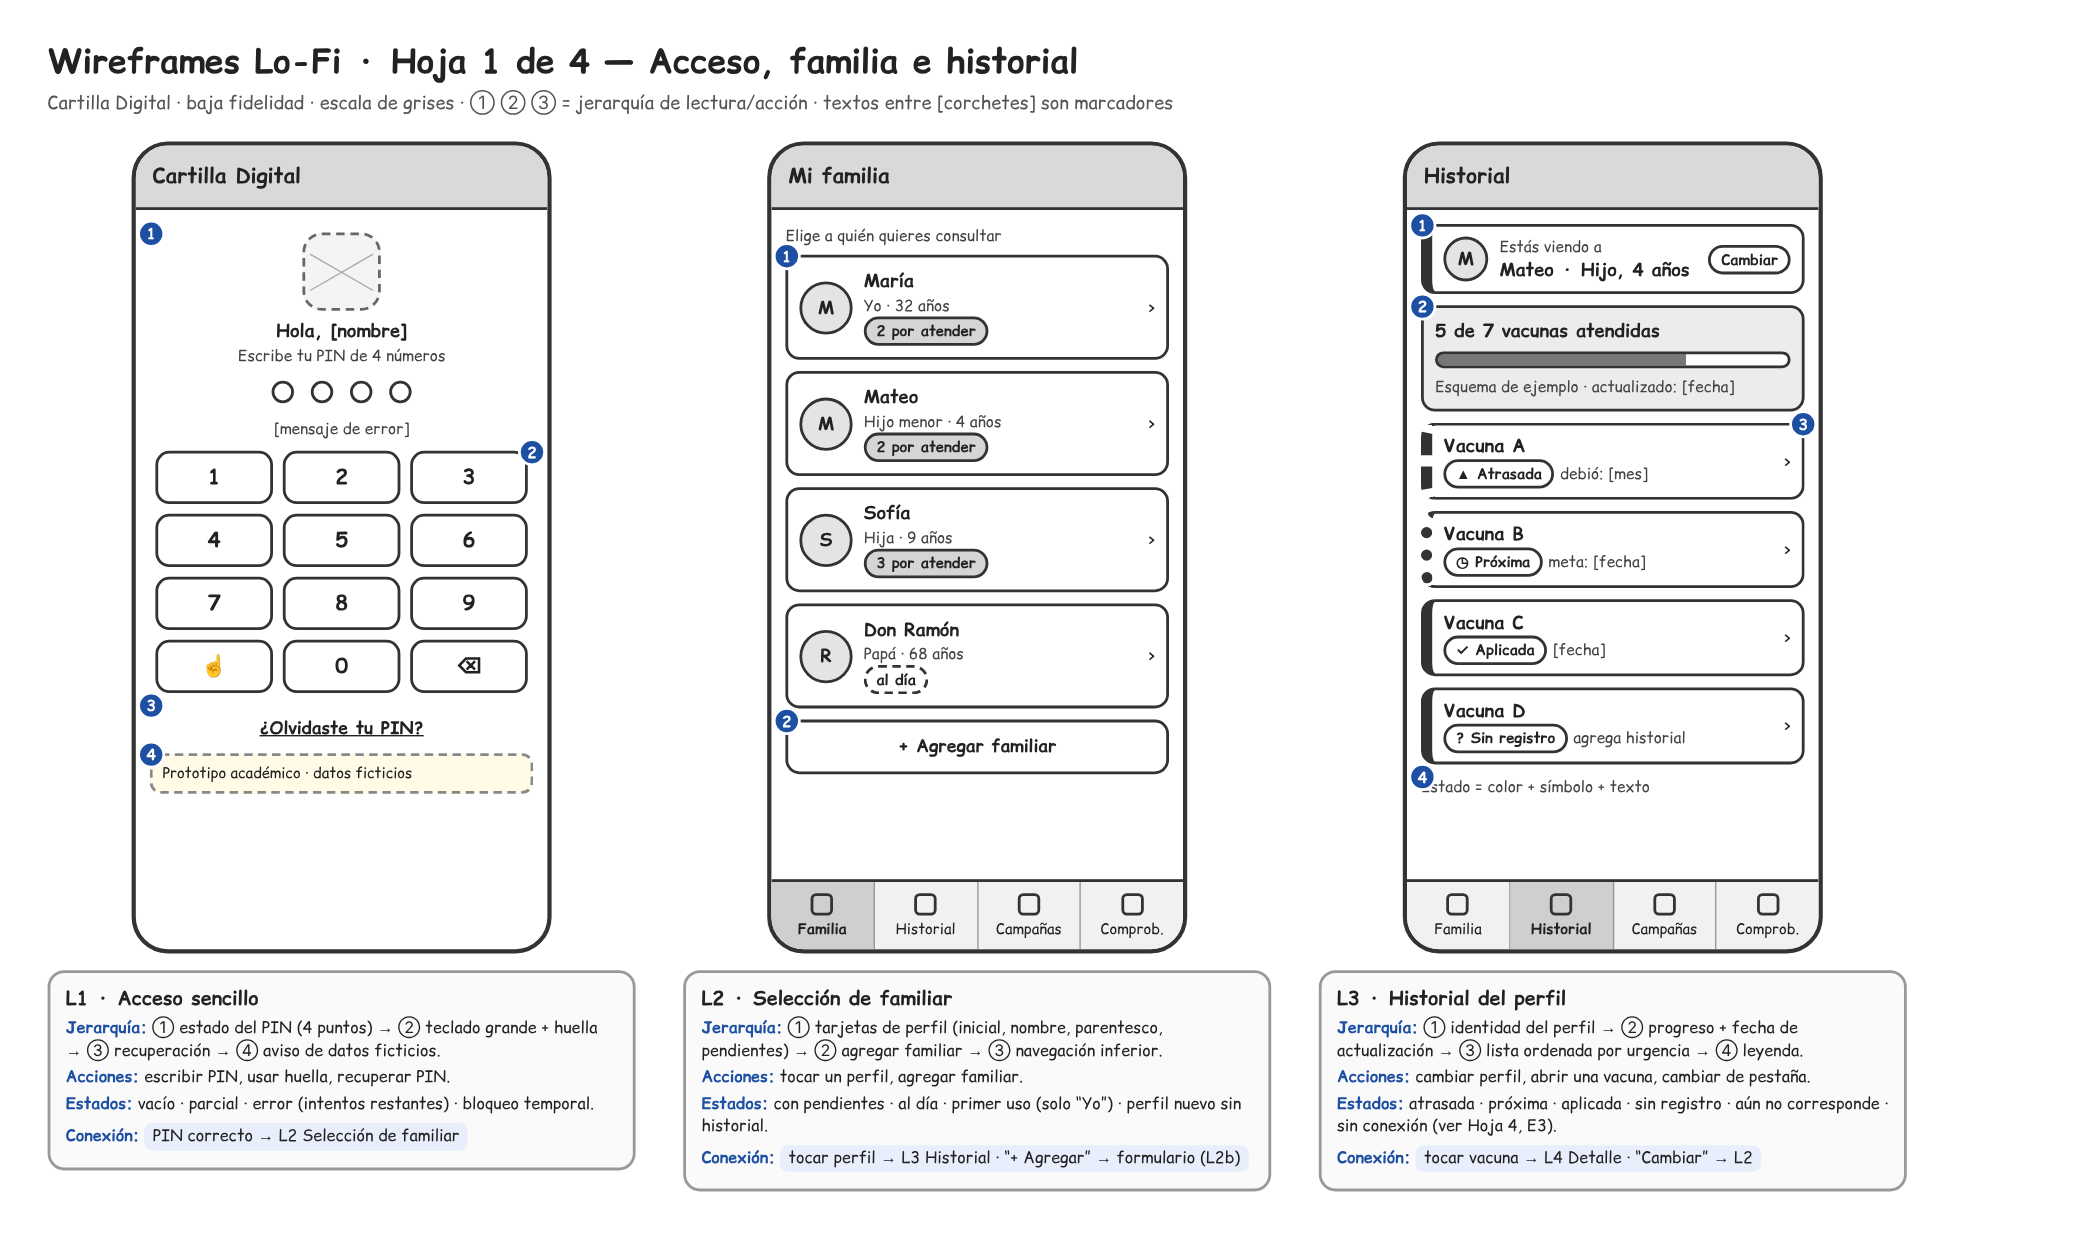 Wireframes Lo-Fi · Hoja 1 de 4 — Acceso, familia e historial
Cartilla Digital · baja fidelidad · escala de grises · ① ② ③ = jerarquía de lectura/acción · textos entre [corchetes] son marcadores
Cartilla Digital
1
Hola, [nombre]
Escribe tu PIN de 4 números
[mensaje de error]
2
1 2 3
4 5 6
7 8 9
☝ 0 ⌫
3
¿Olvidaste tu PIN?
4
Prototipo académico · datos ficticios
L1 · Acceso sencillo
Jerarquía: ① estado del PIN (4 puntos) → ② teclado grande + huella
→ ③ recuperación → ④ aviso de datos ficticios.
Acciones: escribir PIN, usar huella, recuperar PIN.
Estados: vacío · parcial · error (intentos restantes) · bloqueo temporal.
Conexión: PIN correcto → L2 Selección de familiar
Mi familia
Elige a quién quieres consultar
1
M
María
Yo · 32 años
2 por atender
›
M
Mateo
Hijo menor · 4 años
2 por atender
›
S
Sofía
Hija · 9 años
3 por atender
›
R
Don Ramón
Papá · 68 años
al día
›
2
+ Agregar familiar
Familia Historial Campañas Comprob.
L2 · Selección de familiar
Jerarquía: ① tarjetas de perfil (inicial, nombre, parentesco,
pendientes) → ② agregar familiar → ③ navegación inferior.
Acciones: tocar un perfil, agregar familiar.
Estados: con pendientes · al día · primer uso (solo “Yo”) · perfil nuevo sin
historial.
Conexión: tocar perfil → L3 Historial · “+ Agregar” → formulario (L2b)
Historial
1
M
Estás viendo a
Mateo · Hijo, 4 años
Cambiar
2
5 de 7 vacunas atendidas
Esquema de ejemplo · actualizado: [fecha]
3
Vacuna A
▲ Atrasada debió: [mes]
›
Vacuna B
◷ Próxima meta: [fecha]
›
Vacuna C
✓ Aplicada [fecha]
›
Vacuna D
? Sin registro agrega historial
›
4
Estado = color + símbolo + texto
Familia Historial Campañas Comprob.
L3 · Historial del perfil
Jerarquía: ① identidad del perfil → ② progreso + fecha de
actualización → ③ lista ordenada por urgencia → ④ leyenda.
Acciones: cambiar perfil, abrir una vacuna, cambiar de pestaña.
Estados: atrasada · próxima · aplicada · sin registro · aún no corresponde ·
sin conexión (ver Hoja 4, E3).
Conexión: tocar vacuna → L4 Detalle · “Cambiar” → L2